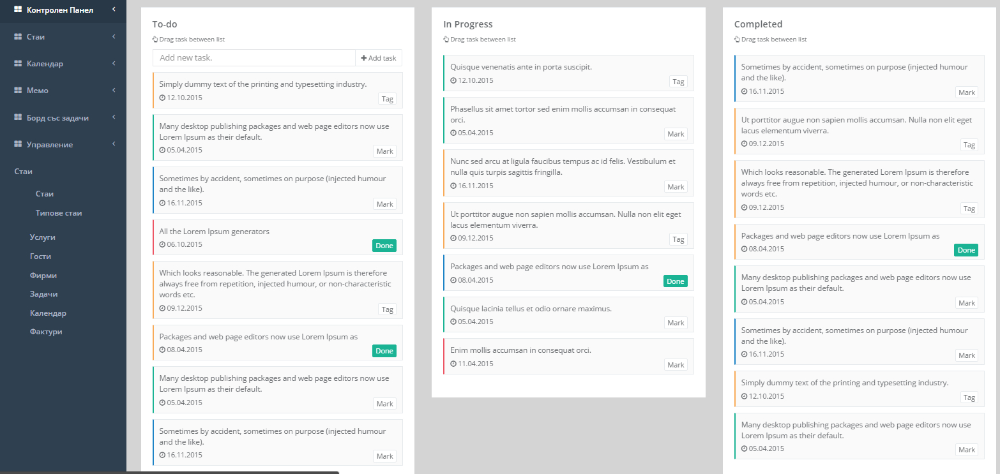 Контролен Панел
Стаи
Календар
Мемо
Борд със задачи
Управление
Стаи
Стаи
Типове стаи
Услуги
Гости
Фирми
Задачи
Календар
Фактури
To-do
Drag task between list
Add new task.
Add task
Simply dummy text of the printing and typesetting industry.
12.10.2015
Tag
Many desktop publishing packages and web page editors now use
Lorem Ipsum as their default.
05.04.2015
Mark
Sometimes by accident, sometimes on purpose (injected humour
and the like).
16.11.2015
Mark
All the Lorem Ipsum generators
06.10.2015
Done
Which looks reasonable. The generated Lorem Ipsum is therefore
always free from repetition, injected humour, or non-characteristic
words etc.
09.12.2015
Tag
Packages and web page editors now use Lorem Ipsum as
08.04.2015
Done
Many desktop publishing packages and web page editors now use
Lorem Ipsum as their default.
05.04.2015
Mark
Sometimes by accident, sometimes on purpose (injected humour
and the like).
16.11.2015
Mark
In Progress
Drag task between list
Quisque venenatis ante in porta suscipit.
12.10.2015
Tag
Phasellus sit amet tortor sed enim mollis accumsan in consequat
orci.
05.04.2015
Mark
Nunc sed arcu at ligula faucibus tempus ac id felis. Vestibulum et
nulla quis turpis sagittis fringilla.
16.11.2015
Mark
Ut porttitor augue non sapien mollis accumsan. Nulla non elit eget
lacus elementum viverra.
09.12.2015
Tag
Packages and web page editors now use Lorem Ipsum as
08.04.2015
Done
Quisque lacinia tellus et odio ornare maximus.
05.04.2015
Mark
Enim mollis accumsan in consequat orci.
11.04.2015
Mark
Completed
Drag task between list
Sometimes by accident, sometimes on purpose (injected humour
and the like).
16.11.2015
Mark
Ut porttitor augue non sapien mollis accumsan. Nulla non elit eget
lacus elementum viverra.
09.12.2015
Tag
Which looks reasonable. The generated Lorem Ipsum is therefore
always free from repetition, injected humour, or non-characteristic
words etc.
09.12.2015
Tag
Packages and web page editors now use Lorem Ipsum as
08.04.2015
Done
Many desktop publishing packages and web page editors now use
Lorem Ipsum as their default.
05.04.2015
Mark
Sometimes by accident, sometimes on purpose (injected humour
and the like).
16.11.2015
Mark
Simply dummy text of the printing and typesetting industry.
12.10.2015
Tag
Many desktop publishing packages and web page editors now use
Lorem Ipsum as their default.
05.04.2015
Mark